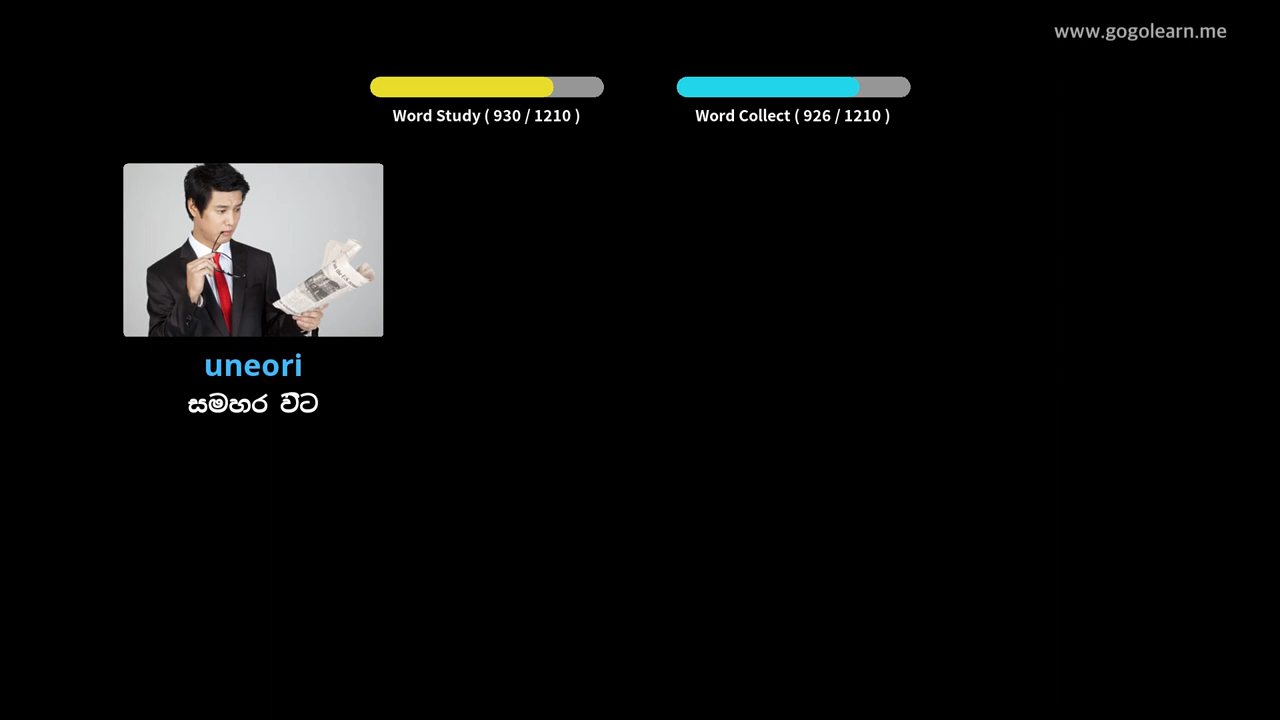 www.gogolearn.me
Word Study ( 930 / 1210 )
Word Collect ( 926 / 1210 )
uneori
සමහර විට